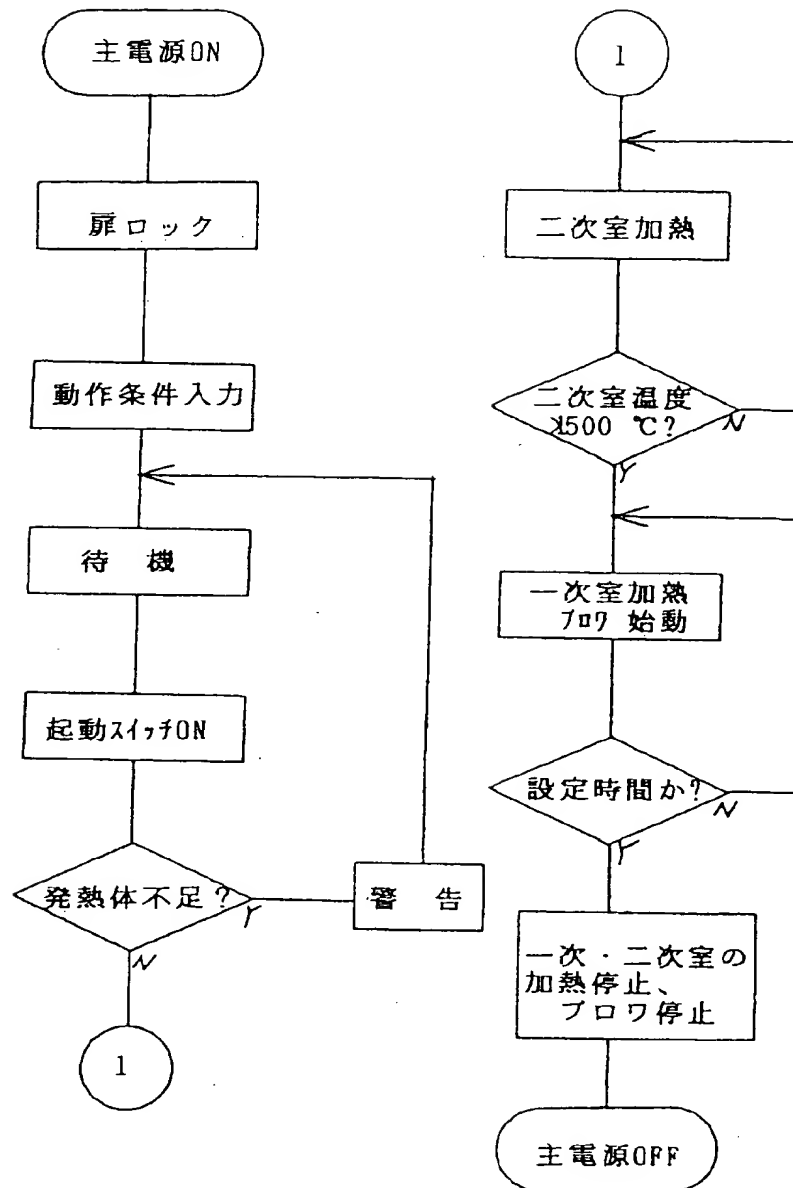 主電源ON
扉ロック
動作条件入力
待 機
起動スイッチON
発熱体不足?
Y
警 告
N
1
1
二次室加熱
二次室温度
>1500 ℃?
N
Y
一次室加熱
ブロワ 始動
設定時間か?
N
Y
一次・二次室の
加熱停止、
ブロワ停止
主電源OFF